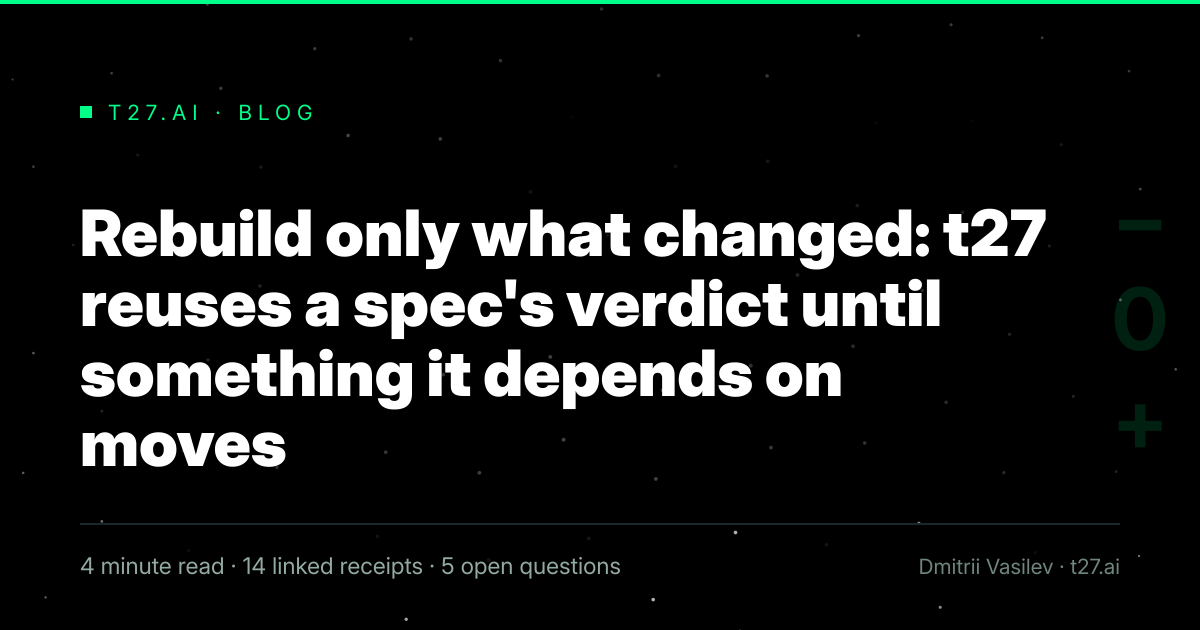 T27.AI · BLOG
Rebuild only what changed: t27
reuses a spec's verdict until
something it depends on
moves
−
0
+
4 minute read · 14 linked receipts · 5 open questions
Dmitrii Vasilev · t27.ai